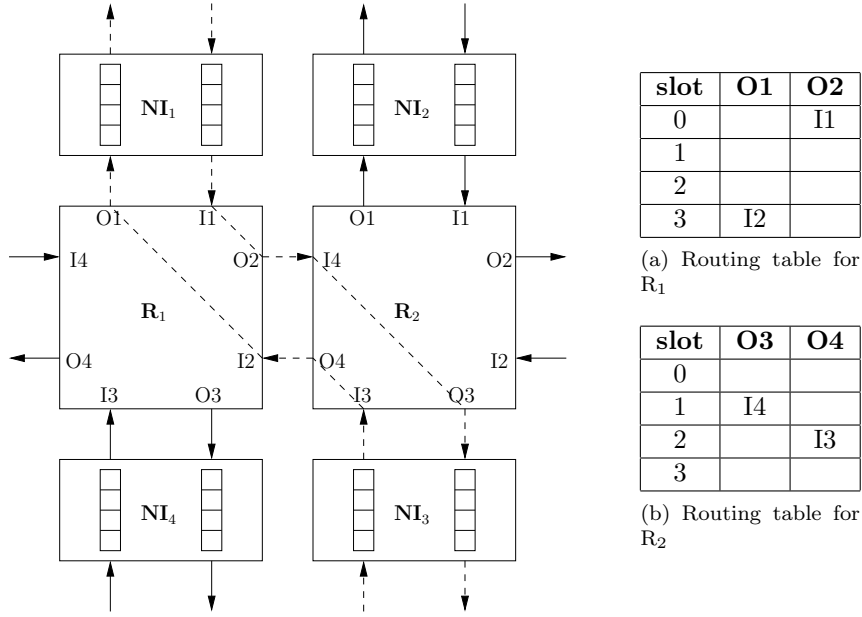 NI1
NI2
O1
I1
O1
I1
I4
O2
I4
O2
R1
R2
O4
I2
O4
I2
I3
O3
I3
O3
NI4
NI3
slot O1 O2
0 I1
1
2
3 I2
(a) Routing table for
R1
slot O3 O4
0
1 I4
2 I3
3
(b) Routing table for
R2